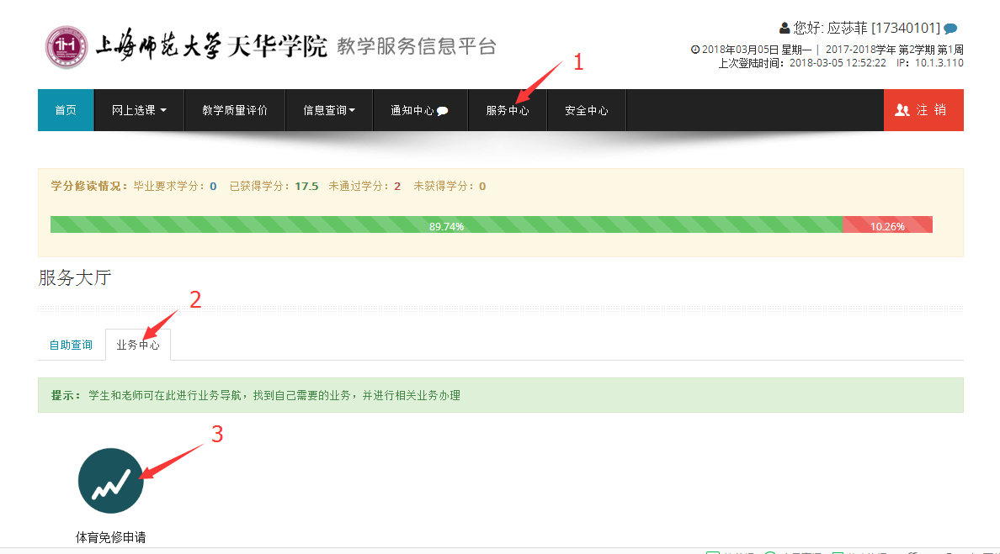 上海师范大学天华学院 教学服务信息平台
您好: 应莎菲 [17340101]
2018年03月05日 星期一 | 2017-2018学年 第2学期 第1周
上次登陆时间：2018-03-05 12:52:22 IP：10.1.3.110
1
首页 网上选课 教学质量评价 信息查询 通知中心 服务中心 安全中心 注 销
学分修读情况：毕业要求学分：0 已获得学分：17.5 未通过学分：2 未获得学分：0
89.74% 10.26%
服务大厅
2
自助查询 业务中心
提示： 学生和老师可在此进行业务导航，找到自己需要的业务，并进行相关业务办理
3
体育免修申请